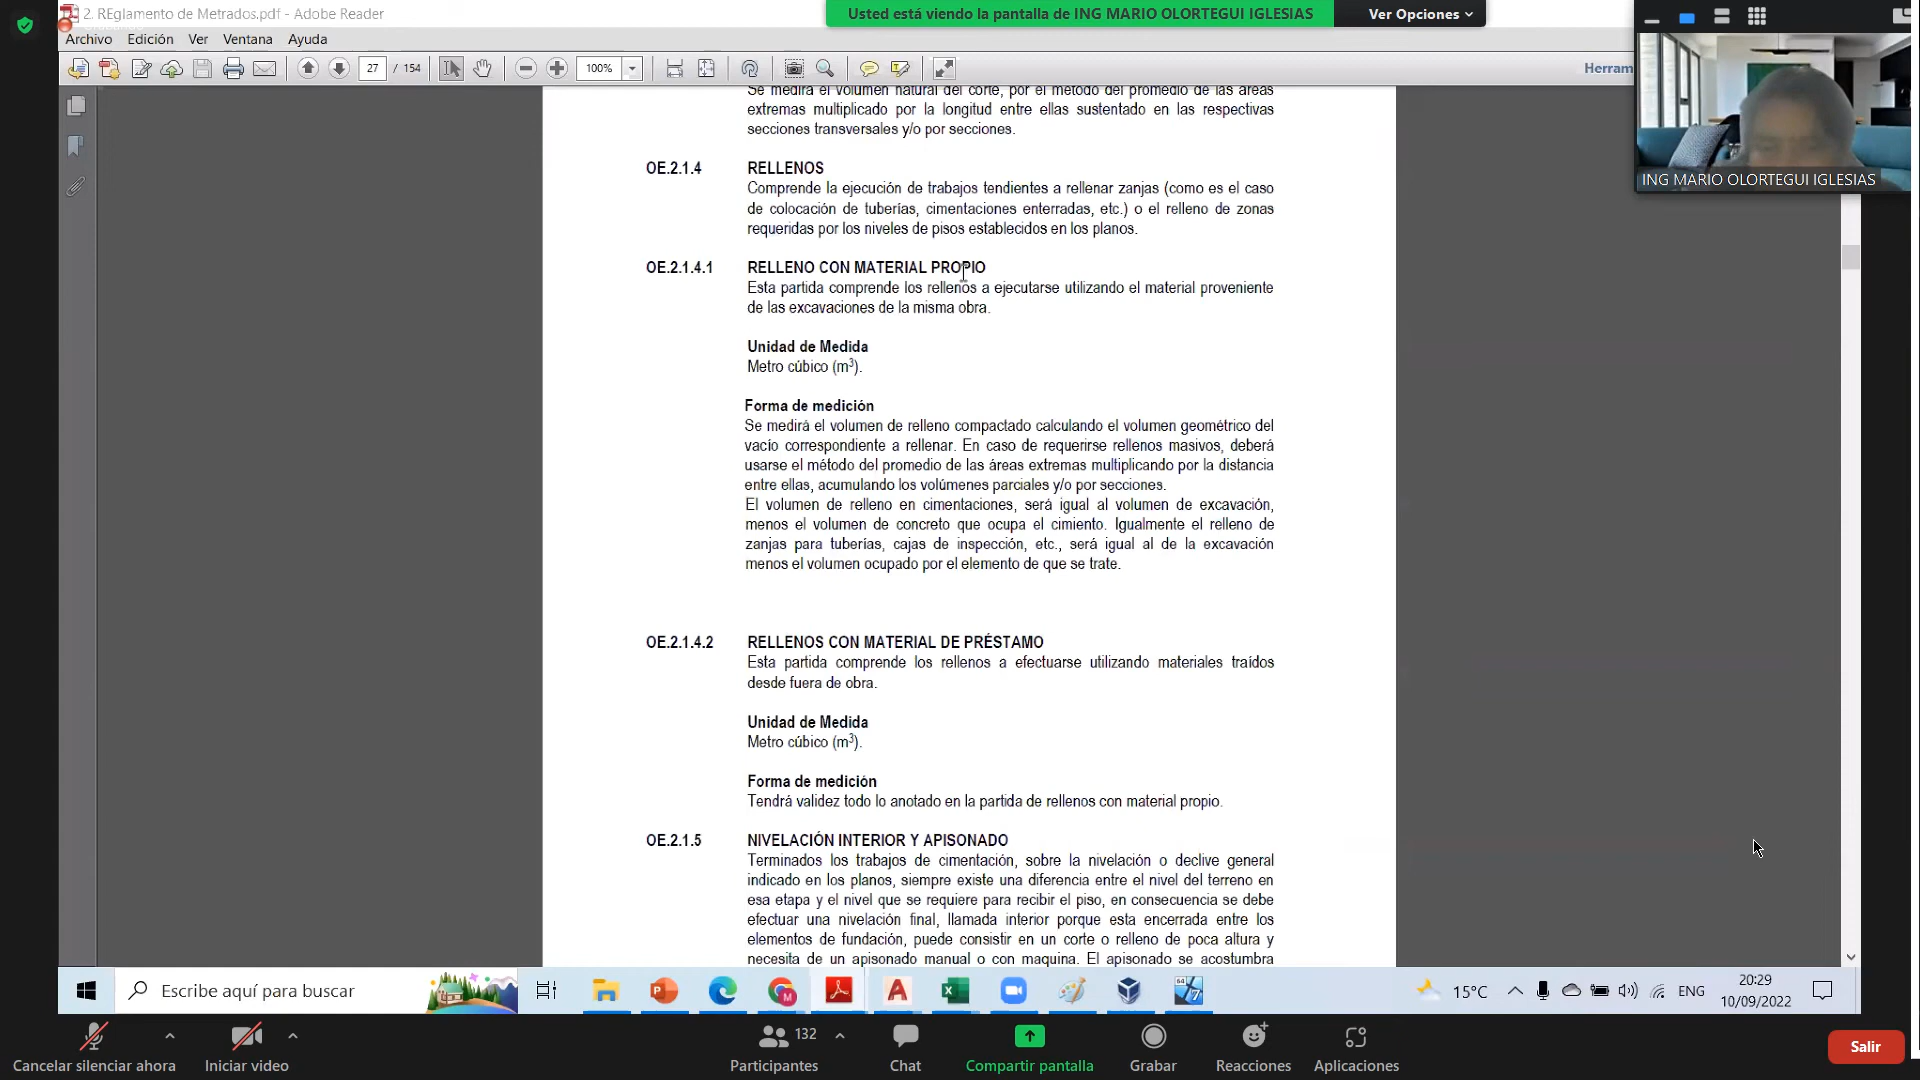 2. REglamento de Metrados.pdf - Adobe Reader
Usted está viendo la pantalla de ING MARIO OLORTEGUI IGLESIAS
Ver Opciones
Archivo Edición Ver Ventana Ayuda
27 / 154
100%
Herram
ING MARIO OLORTEGUI IGLESIAS
Se medirá el volumen natural del corte, por el método del promedio de las áreas
extremas multiplicado por la longitud entre ellas sustentado en las respectivas
secciones transversales y/o por secciones.
OE.2.1.4 RELLENOS
Comprende la ejecución de trabajos tendientes a rellenar zanjas (como es el caso
de colocación de tuberías, cimentaciones enterradas, etc.) o el relleno de zonas
requeridas por los niveles de pisos establecidos en los planos.
OE.2.1.4.1 RELLENO CON MATERIAL PROPIO
Esta partida comprende los rellenos a ejecutarse utilizando el material proveniente
de las excavaciones de la misma obra.
Unidad de Medida
Metro cúbico (m³).
Forma de medición
Se medirá el volumen de relleno compactado calculando el volumen geométrico del
vacío correspondiente a rellenar. En caso de requerirse rellenos masivos, deberá
usarse el método del promedio de las áreas extremas multiplicando por la distancia
entre ellas, acumulando los volúmenes parciales y/o por secciones.
El volumen de relleno en cimentaciones, será igual al volumen de excavación,
menos el volumen de concreto que ocupa el cimiento. Igualmente el relleno de
zanjas para tuberías, cajas de inspección, etc., será igual al de la excavación
menos el volumen ocupado por el elemento de que se trate.
OE.2.1.4.2 RELLENOS CON MATERIAL DE PRÉSTAMO
Esta partida comprende los rellenos a efectuarse utilizando materiales traídos
desde fuera de obra.
Unidad de Medida
Metro cúbico (m³).
Forma de medición
Tendrá validez todo lo anotado en la partida de rellenos con material propio.
OE.2.1.5 NIVELACIÓN INTERIOR Y APISONADO
Terminados los trabajos de cimentación, sobre la nivelación o declive general
indicado en los planos, siempre existe una diferencia entre el nivel del terreno en
esa etapa y el nivel que se requiere para recibir el piso, en consecuencia se debe
efectuar una nivelación final, llamada interior porque esta encerrada entre los
elementos de fundación, puede consistir en un corte o relleno de poca altura y
necesita de un apisonado manual o con maquina. El apisonado se acostumbra
Escribe aquí para buscar
15°C
ENG
20:29
10/09/2022
Cancelar silenciar ahora
Iniciar video
132
Participantes
Chat
Compartir pantalla
Grabar
Reacciones
Aplicaciones
Salir